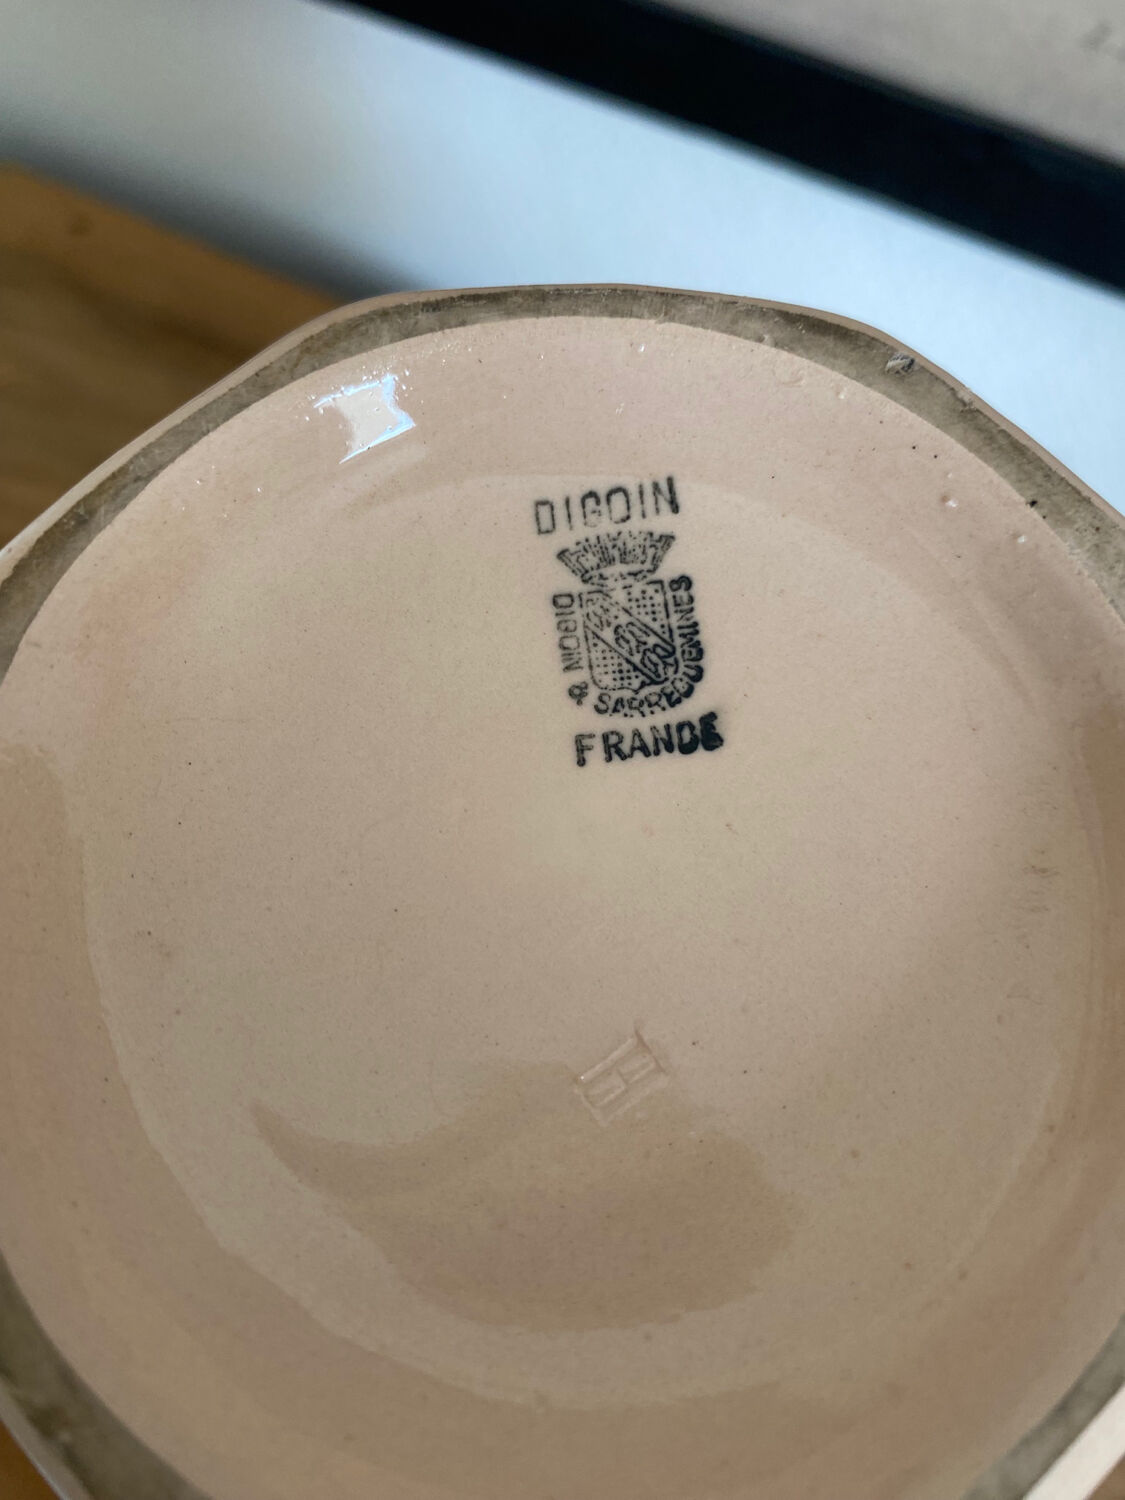 DIGOIN
DIGOIN & SARREGUEMINES
FRANCE
H